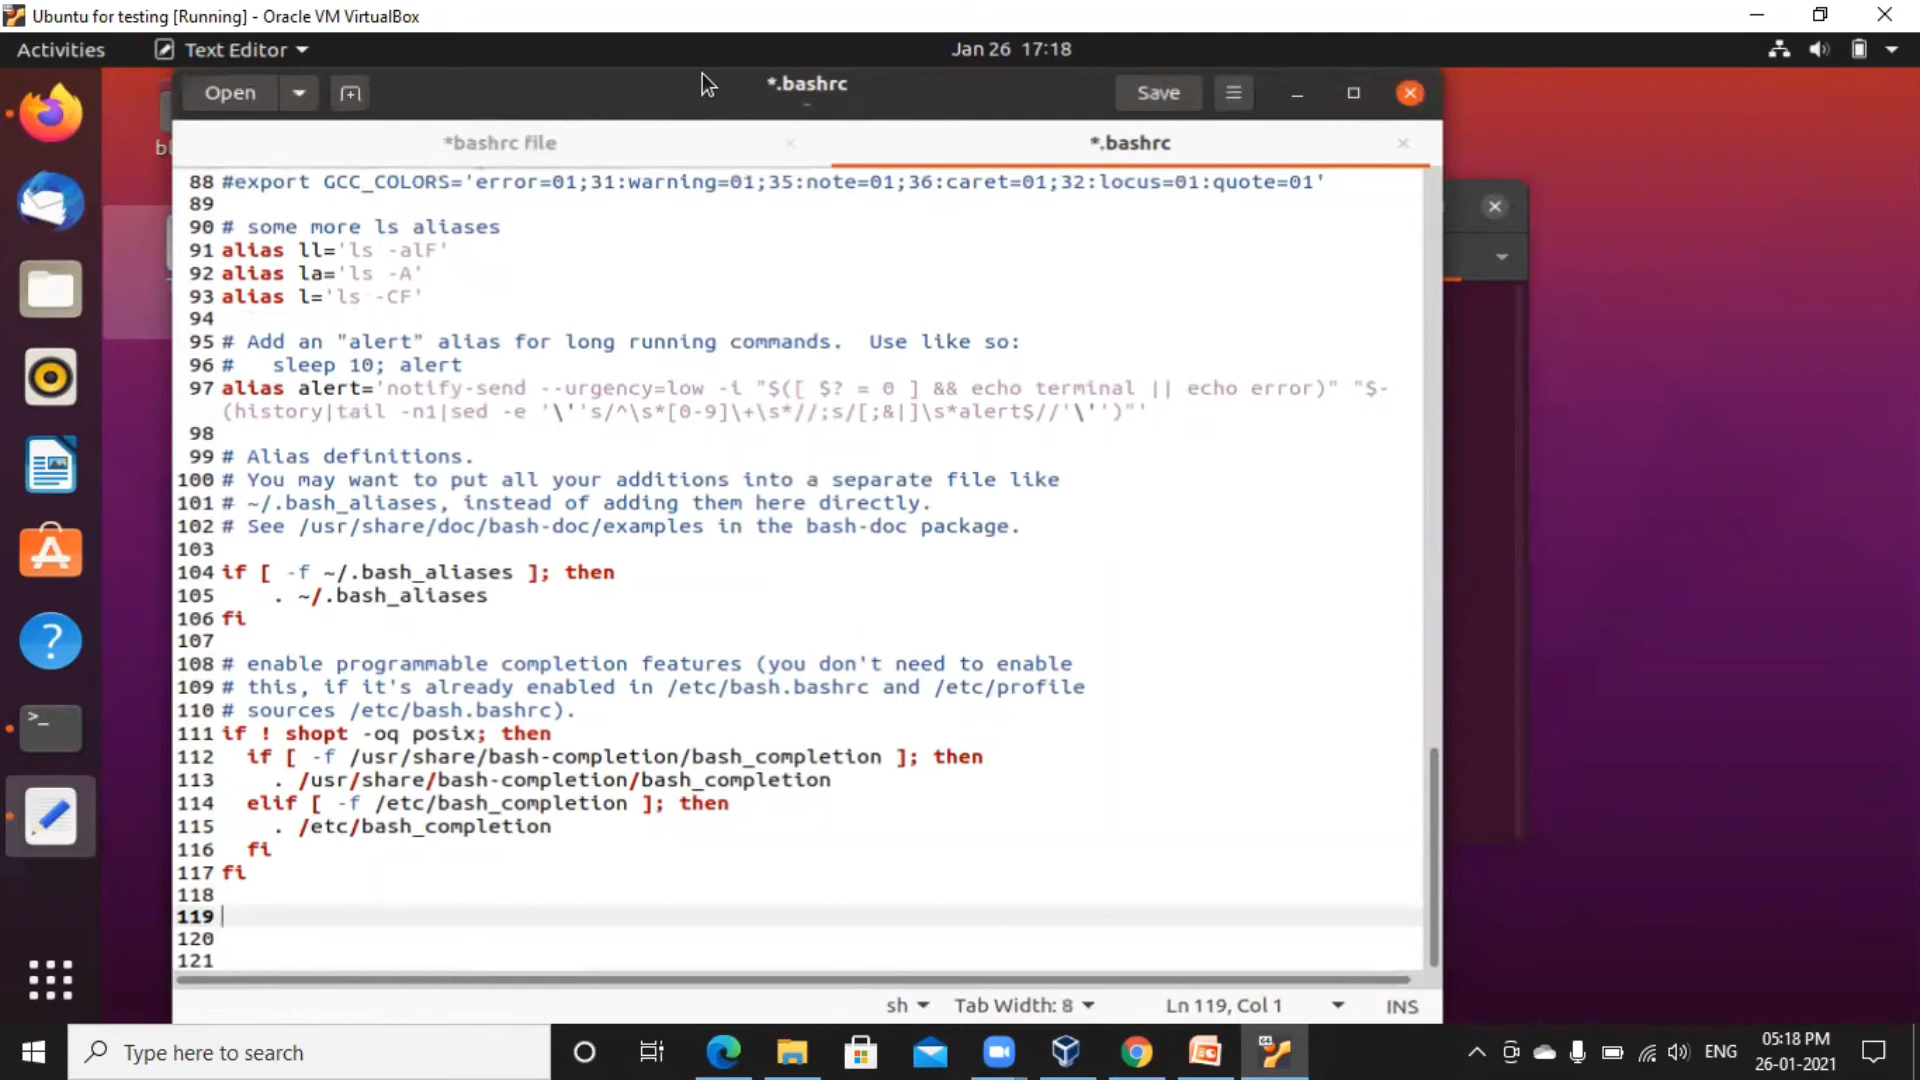 Ubuntu for testing [Running] - Oracle VM VirtualBox
Activities Text Editor Jan 26 17:18
Open *.bashrc Save
~
*bashrc file *.bashrc
88 #export GCC_COLORS='error=01;31:warning=01;35:note=01;36:caret=01;32:locus=01:quote=01'
89
90 # some more ls aliases
91 alias ll='ls -alF'
92 alias la='ls -A'
93 alias l='ls -CF'
94
95 # Add an "alert" alias for long running commands.  Use like so:
96 #   sleep 10; alert
97 alias alert='notify-send --urgency=low -i "$([ $? = 0 ] && echo terminal || echo error)" "$-
(history|tail -n1|sed -e '\''s/^\s*[0-9]\+\s*//;s/[;&|]\s*alert$//'\'')"'
98
99 # Alias definitions.
100 # You may want to put all your additions into a separate file like
101 # ~/.bash_aliases, instead of adding them here directly.
102 # See /usr/share/doc/bash-doc/examples in the bash-doc package.
103
104 if [ -f ~/.bash_aliases ]; then
105     . ~/.bash_aliases
106 fi
107
108 # enable programmable completion features (you don't need to enable
109 # this, if it's already enabled in /etc/bash.bashrc and /etc/profile
110 # sources /etc/bash.bashrc).
111 if ! shopt -oq posix; then
112   if [ -f /usr/share/bash-completion/bash_completion ]; then
113     . /usr/share/bash-completion/bash_completion
114   elif [ -f /etc/bash_completion ]; then
115     . /etc/bash_completion
116   fi
117 fi
118
119
120
121
sh Tab Width: 8 Ln 119, Col 1 INS
Type here to search
ENG
05:18 PM
26-01-2021